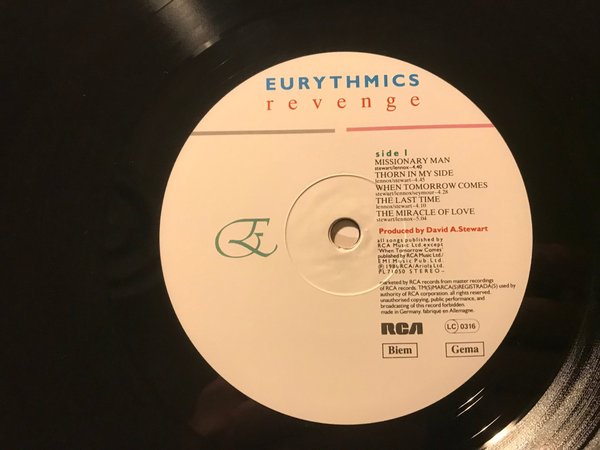 EURYTHMICS
revenge
side 1
MISSIONARY MAN
stewart/lennox–4.40
THORN IN MY SIDE
lennox/stewart–4.45
WHEN TOMORROW COMES
stewart/lennox/seymour–4.28
THE LAST TIME
lennox/stewart–4.10
THE MIRACLE OF LOVE
lennox/stewart–5.04
Produced by David A.Stewart
all songs published by
RCA Music Ltd.except
'When Tomorrow Comes'
published by RCA Music Ltd./
EMI Music Pub. Ltd.
℗ 1986 RCA/Ariola Ltd.
PL 71050 STEREO
marketed by RCA records from master recordings
of RCA records. TM(S)MARCA(S)REGISTRADA(S) used by
authority of RCA corporation. all rights reserved.
unauthorised copying, public performance, and
broadcasting of this record forbidden.
made in Germany. fabriqué en Allemagne.
RCA
LC 0316
Biem
Gema